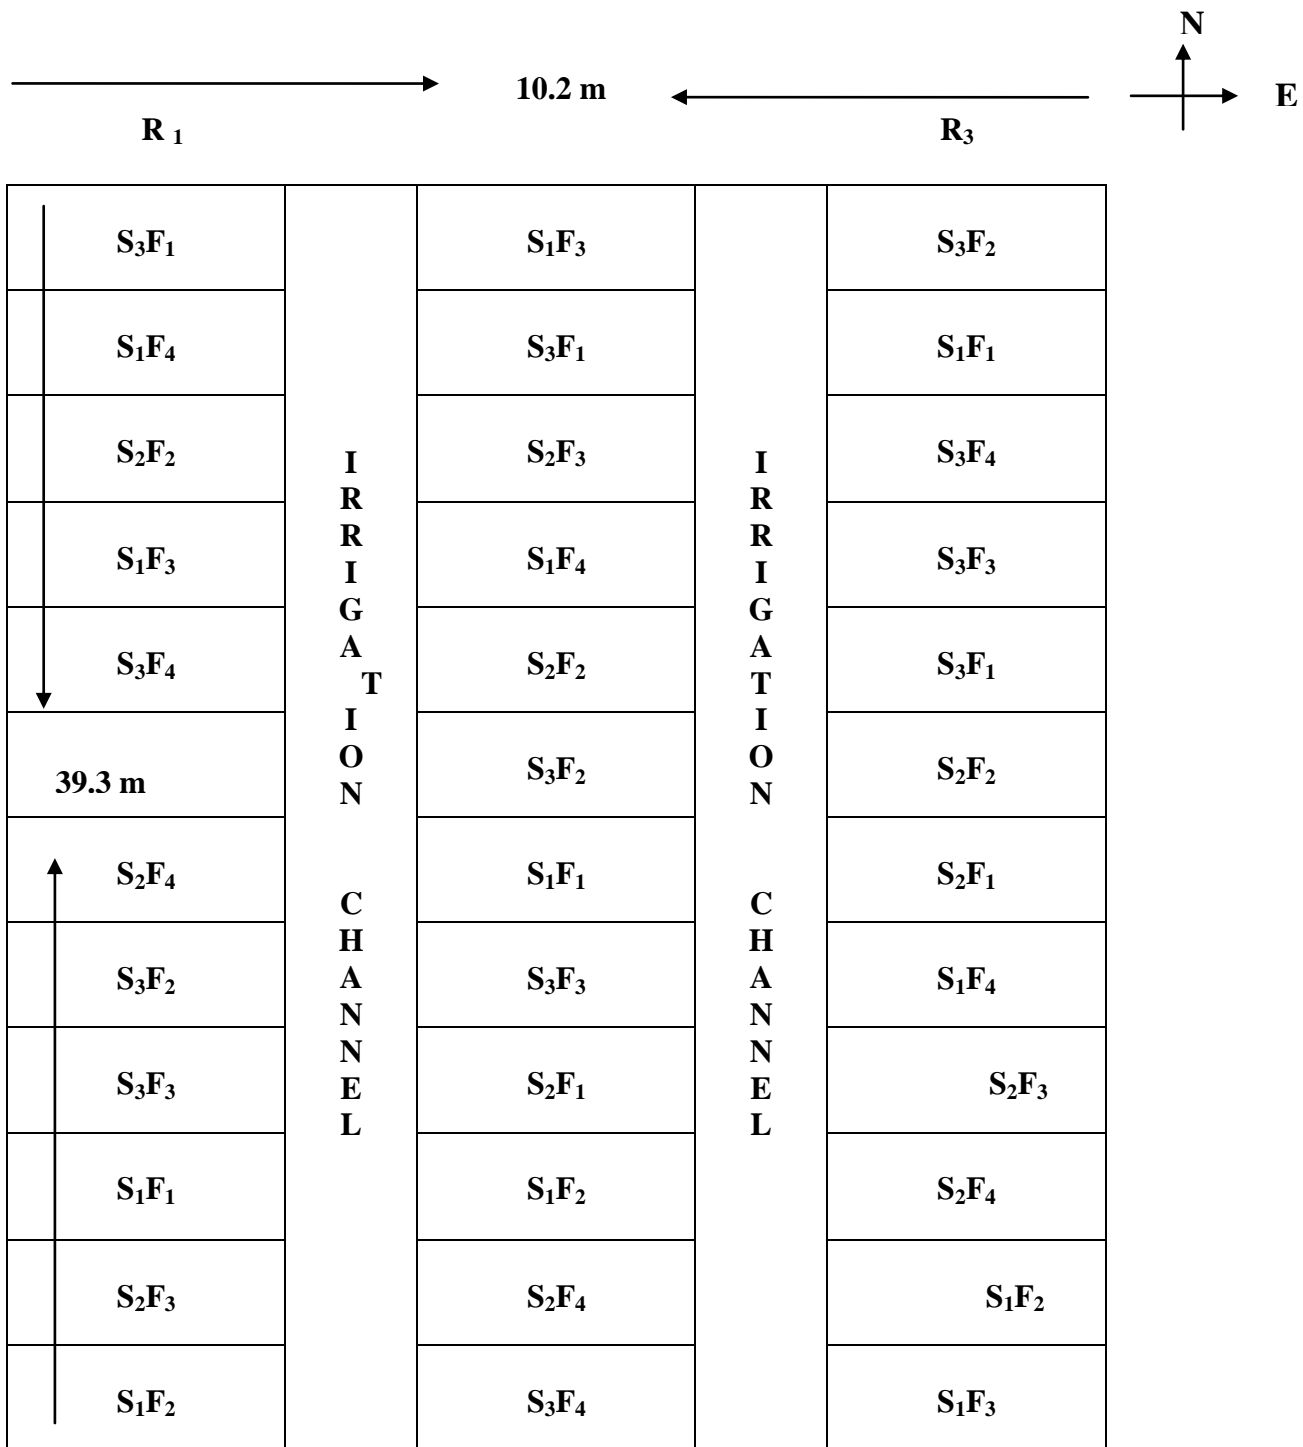 N
10.2 m
E
R ₁
R₃
S₃F₁
S₁F₃
S₃F₂
S₁F₄
S₃F₁
S₁F₁
S₂F₂
S₂F₃
S₃F₄
S₁F₃
S₁F₄
S₃F₃
S₃F₄
S₂F₂
S₃F₁
39.3 m
S₃F₂
S₂F₂
S₂F₄
S₁F₁
S₂F₁
S₃F₂
S₃F₃
S₁F₄
S₃F₃
S₂F₁
S₂F₃
S₁F₁
S₁F₂
S₂F₄
S₂F₃
S₂F₄
S₁F₂
S₁F₂
S₃F₄
S₁F₃
IRRIGATION CHANNEL
IRRIGATION CHANNEL